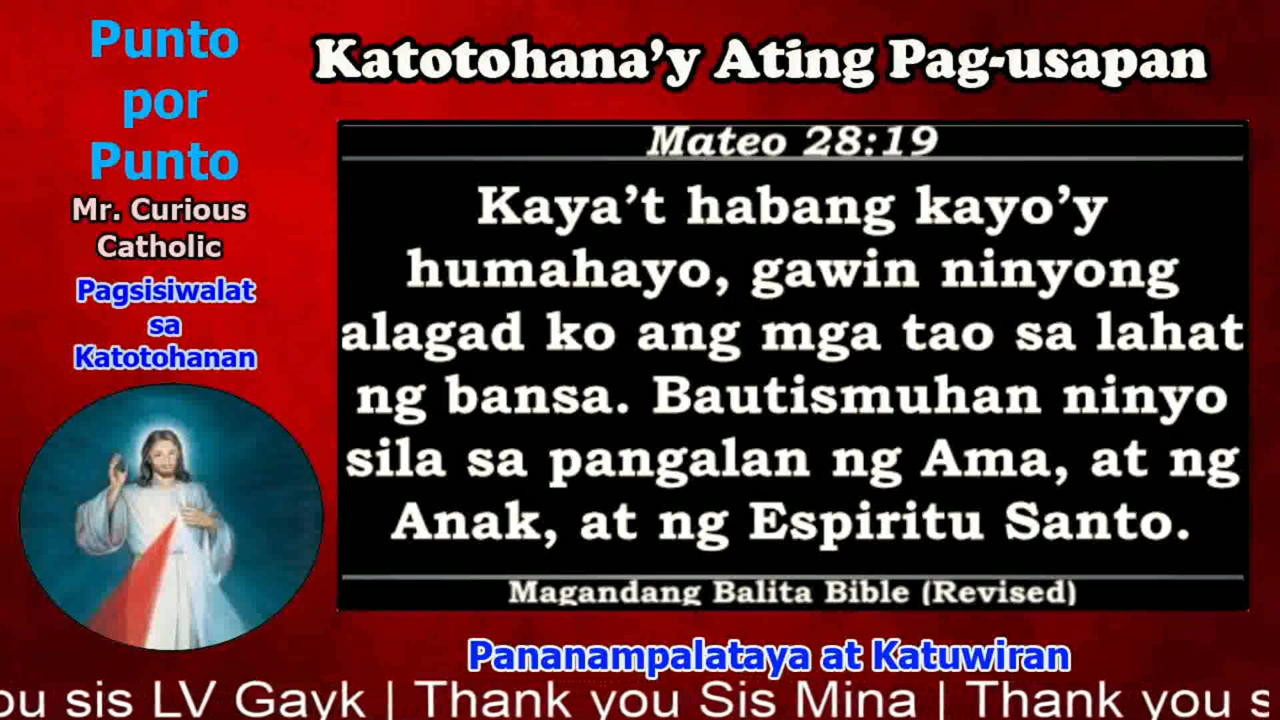 Punto
por
Punto
Mr. Curious
Catholic
Pagsisiwalat
sa
Katotohanan
Katotohana’y Ating Pag-usapan
Mateo 28:19
Kaya’t habang kayo’y
humahayo, gawin ninyong
alagad ko ang mga tao sa lahat
ng bansa. Bautismuhan ninyo
sila sa pangalan ng Ama, at ng
Anak, at ng Espiritu Santo.
Magandang Balita Bible (Revised)
Pananampalataya at Katuwiran
ou sis LV Gayk | Thank you Sis Mina | Thank you s